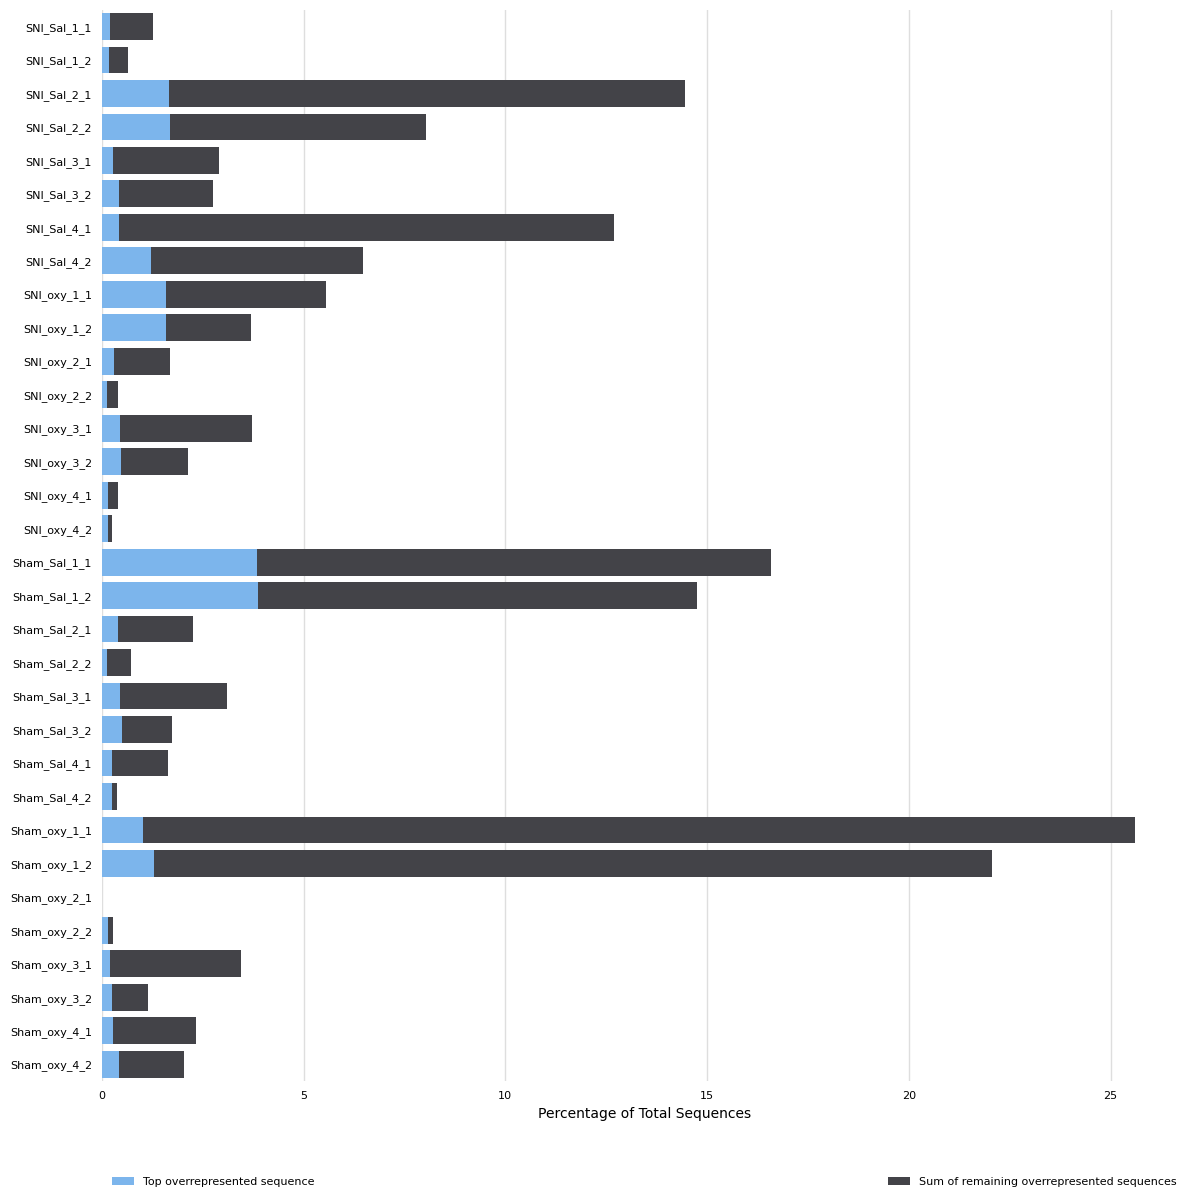 SNI_Sal_1_1
SNI_Sal_1_2
SNI_Sal_2_1
SNI_Sal_2_2
SNI_Sal_3_1
SNI_Sal_3_2
SNI_Sal_4_1
SNI_Sal_4_2
SNI_oxy_1_1
SNI_oxy_1_2
SNI_oxy_2_1
SNI_oxy_2_2
SNI_oxy_3_1
SNI_oxy_3_2
SNI_oxy_4_1
SNI_oxy_4_2
Sham_Sal_1_1
Sham_Sal_1_2
Sham_Sal_2_1
Sham_Sal_2_2
Sham_Sal_3_1
Sham_Sal_3_2
Sham_Sal_4_1
Sham_Sal_4_2
Sham_oxy_1_1
Sham_oxy_1_2
Sham_oxy_2_1
Sham_oxy_2_2
Sham_oxy_3_1
Sham_oxy_3_2
Sham_oxy_4_1
Sham_oxy_4_2
0 5 10 15 20 25
Percentage of Total Sequences
Top overrepresented sequence Sum of remaining overrepresented sequences